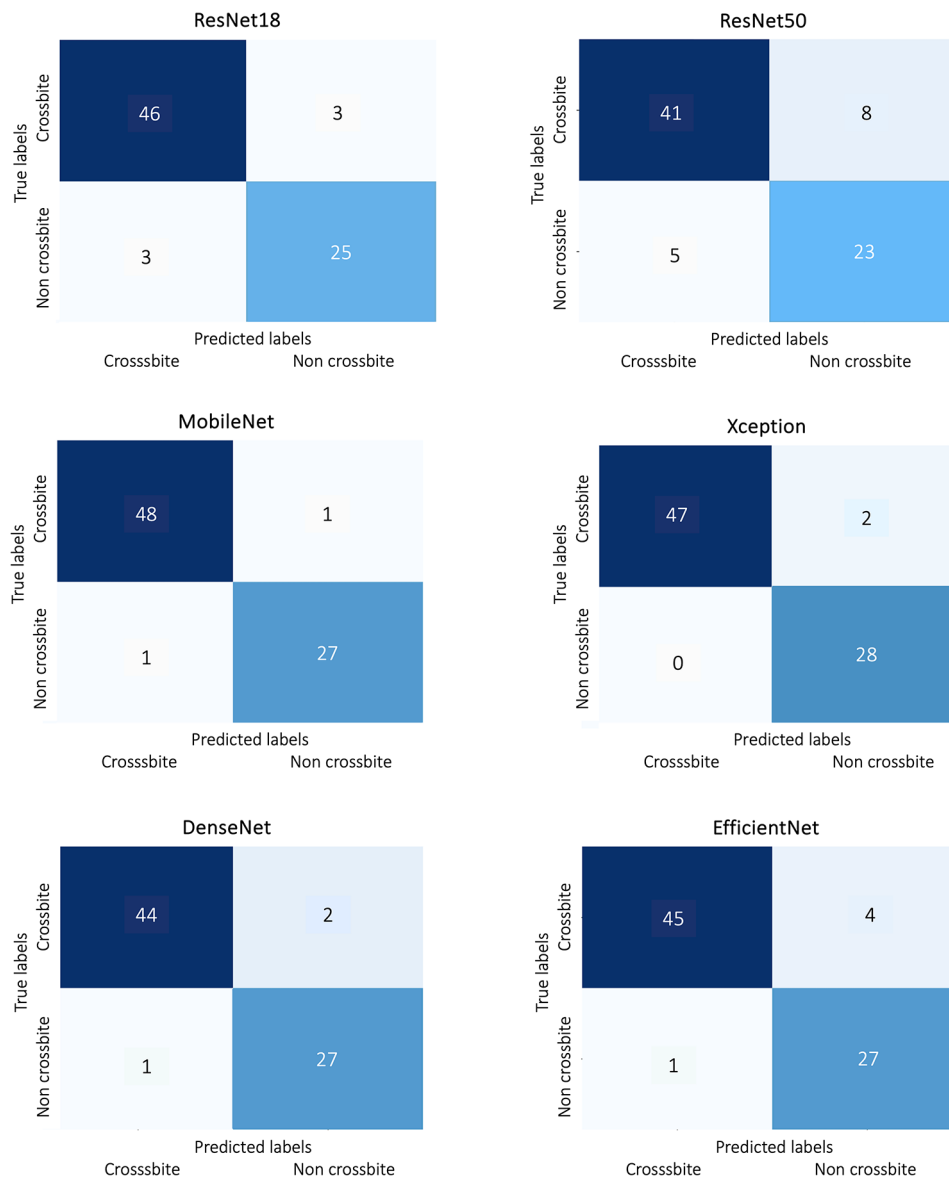 ResNet18
True labels
Crossbite
46
3
Non crossbite
3
25
Predicted labels
Crosssbite Non crossbite
ResNet50
True labels
Crossbite
41
8
Non crossbite
5
23
Predicted labels
Crosssbite Non crossbite
MobileNet
True labels
Crossbite
48
1
Non crossbite
1
27
Predicted labels
Crosssbite Non crossbite
Xception
True labels
Crossbite
47
2
Non crossbite
0
28
Predicted labels
Crosssbite Non crossbite
DenseNet
True labels
Crossbite
44
2
Non crossbite
1
27
Predicted labels
Crosssbite Non crossbite
EfficientNet
True labels
Crossbite
45
4
Non crossbite
1
27
Predicted labels
Crosssbite Non crossbite